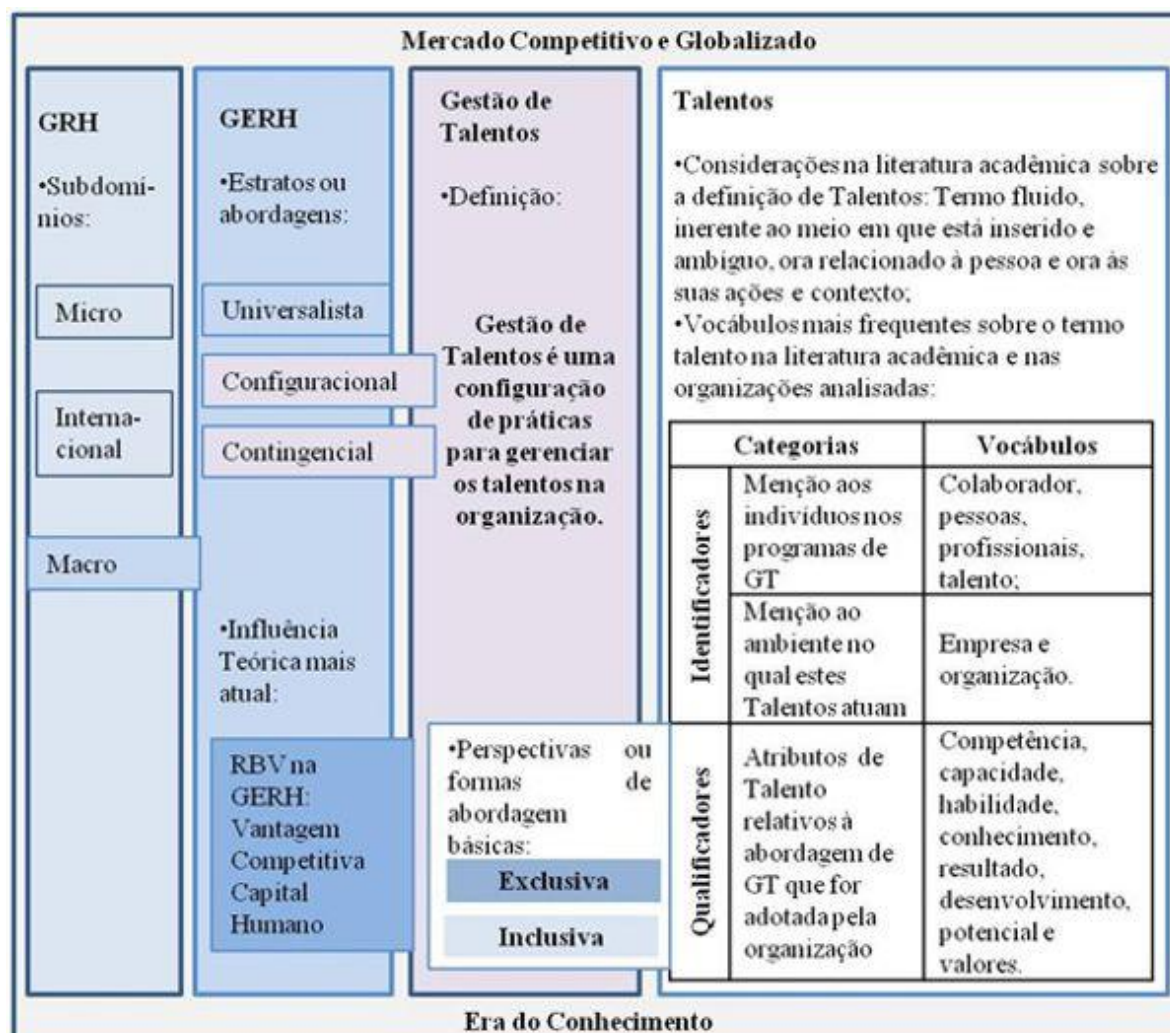 Mercado Competitivo e Globalizado
GRH
•Subdomí-
nios:
Micro
Interna-
cional
Macro
GERH
•Estratos ou
abordagens:
Universalista
Configuracional
Contingencial
•Influência
Teórica mais
atual:
RBV na
GERH:
Vantagem
Competitiva
Capital
Humano
Gestão de
Talentos
•Definição:
Gestão de
Talentos é uma
configuração
de práticas
para gerenciar
os talentos na
organização.
•Perspectivas ou
formas de
abordagem
básicas:
Exclusiva
Inclusiva
Talentos
•Considerações na literatura acadêmica sobre
a definição de Talentos: Termo fluido,
inerente ao meio em que está inserido e
ambíguo, ora relacionado à pessoa e ora às
suas ações e contexto;
•Vocábulos mais frequentes sobre o termo
talento na literatura acadêmica e nas
organizações analisadas:
Categorias
Vocábulos
Identificadores
Menção aos
indivíduos nos
programas de
GT
Colaborador,
pessoas,
profissionais,
talento;
Menção ao
ambiente no
qual estes
Talentos atuam
Empresa e
organização.
Qualificadores
Atributos de
Talento
relativos à
abordagem de
GT que for
adotada pela
organização
Competência,
capacidade,
habilidade,
conhecimento,
resultado,
desenvolvimento,
potencial e
valores.
Era do Conhecimento